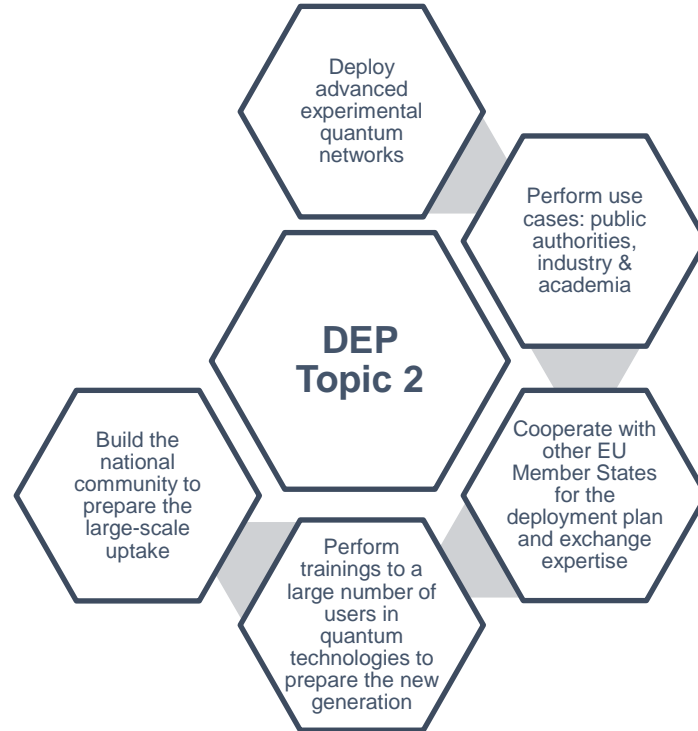 Deploy
advanced
experimental
quantum
networks
Perform use
cases: public
authorities,
industry &
academia
DEP
Topic 2
Cooperate with
other EU
Member States
for the
deployment plan
and exchange
expertise
Build the
national
community to
prepare the
large-scale
uptake
Perform
trainings to a
large number of
users in
quantum
technologies to
prepare the new
generation